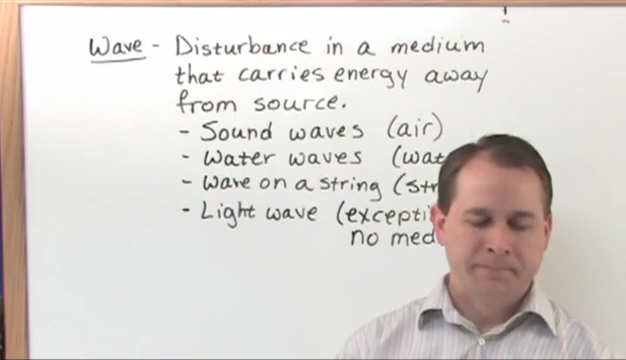 Wave - Disturbance in a medium
that carries energy away
from source.
- Sound waves (air)
- Water waves
- Wave on a string
- Light wave
no